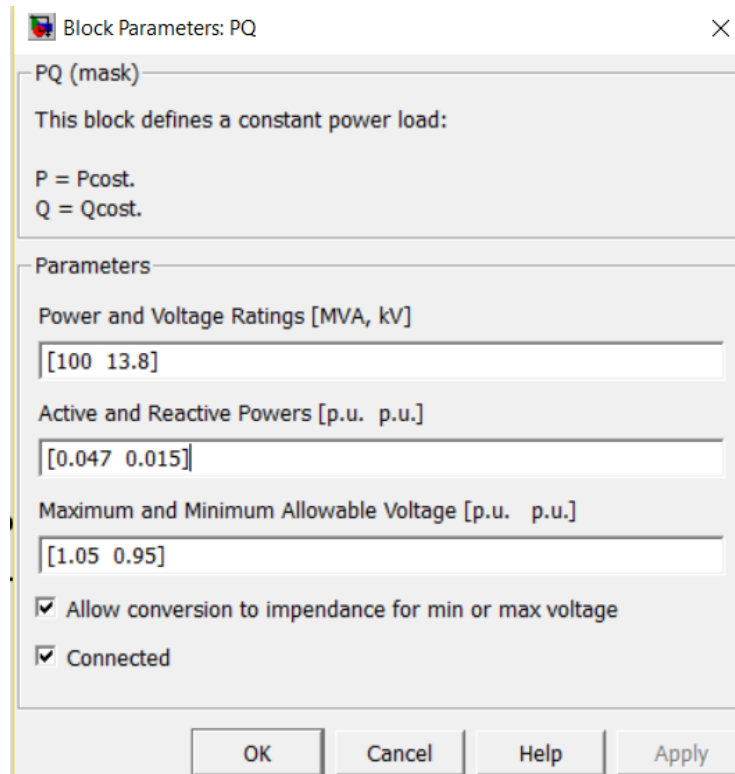 Block Parameters: PQ
PQ (mask)
This block defines a constant power load:
P = Pcost.
Q = Qcost.
Parameters
Power and Voltage Ratings [MVA, kV]
[100  13.8]
Active and Reactive Powers [p.u.  p.u.]
[0.047  0.015]
Maximum and Minimum Allowable Voltage [p.u.   p.u.]
[1.05  0.95]
Allow conversion to impendance for min or max voltage
Connected
OK Cancel Help Apply